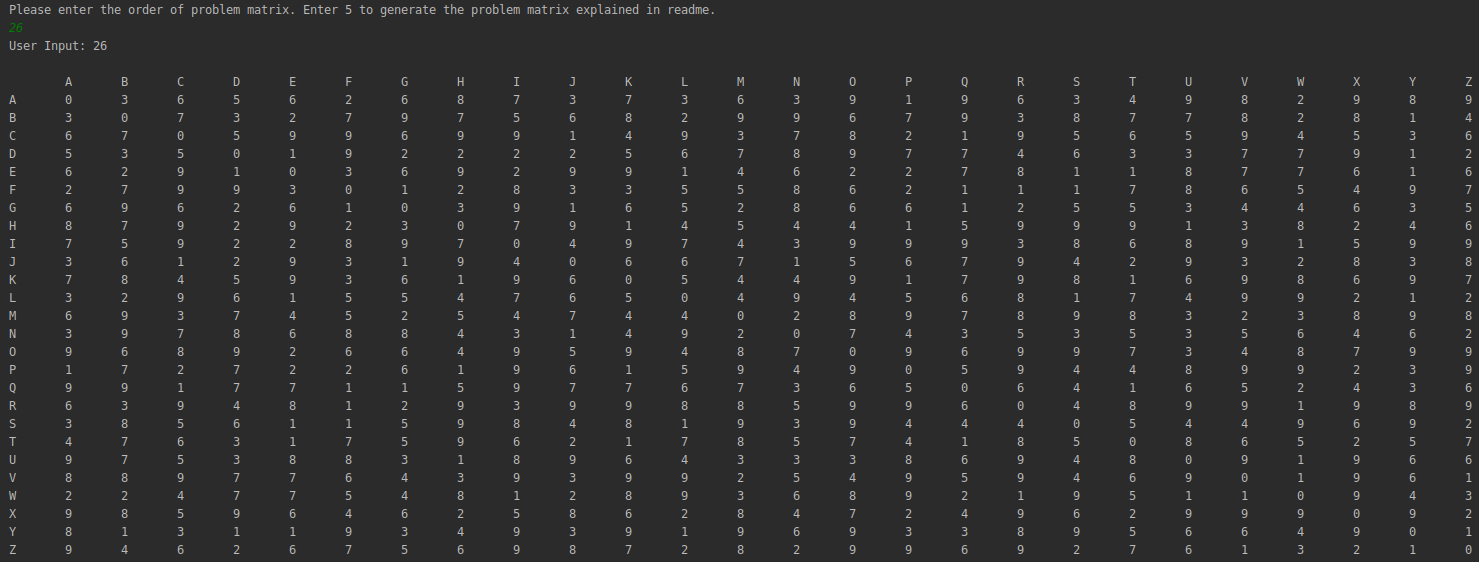 Please enter the order of problem matrix. Enter 5 to generate the problem matrix explained in readme.
26
User Input: 26
A B C D E F G H I J K L M N O P Q R S T U V W X Y Z
A 0 3 6 5 6 2 6 8 7 3 7 3 6 3 9 1 9 6 3 4 9 8 2 9 8 9
B 3 0 7 3 2 7 9 7 5 6 8 2 9 9 6 7 9 3 8 7 7 8 2 8 1 4
C 6 7 0 5 9 9 6 9 9 1 4 9 3 7 8 2 1 9 5 6 5 9 4 5 3 6
D 5 3 5 0 1 9 2 2 2 2 5 6 7 8 9 7 7 4 6 3 3 7 7 9 1 2
E 6 2 9 1 0 3 6 9 2 9 9 1 4 6 2 2 7 8 1 1 8 7 7 6 1 6
F 2 7 9 9 3 0 1 2 8 3 3 5 5 8 6 2 1 1 1 7 8 6 5 4 9 7
G 6 9 6 2 6 1 0 3 9 1 6 5 2 8 6 6 1 2 5 5 3 4 4 6 3 5
H 8 7 9 2 9 2 3 0 7 9 1 4 5 4 4 1 5 9 9 9 1 3 8 2 4 6
I 7 5 9 2 2 8 9 7 0 4 9 7 4 3 9 9 9 3 8 6 8 9 1 5 9 9
J 3 6 1 2 9 3 1 9 4 0 6 6 7 1 5 6 7 9 4 2 9 3 2 8 3 8
K 7 8 4 5 9 3 6 1 9 6 0 5 4 4 9 1 7 9 8 1 6 9 8 6 9 7
L 3 2 9 6 1 5 5 4 7 6 5 0 4 9 4 5 6 8 1 7 4 9 9 2 1 2
M 6 9 3 7 4 5 2 5 4 7 4 4 0 2 8 9 7 8 9 8 3 2 3 8 9 8
N 3 9 7 8 6 8 8 4 3 1 4 9 2 0 7 4 3 5 3 5 3 5 6 4 6 2
O 9 6 8 9 2 6 6 4 9 5 9 4 8 7 0 9 6 9 9 7 3 4 8 7 9 9
P 1 7 2 7 2 2 6 1 9 6 1 5 9 4 9 0 5 9 4 4 8 9 9 2 3 9
Q 9 9 1 7 7 1 1 5 9 7 7 6 7 3 6 5 0 6 4 1 6 5 2 4 3 6
R 6 3 9 4 8 1 2 9 3 9 9 8 8 5 9 9 6 0 4 8 9 9 1 9 8 9
S 3 8 5 6 1 1 5 9 8 4 8 1 9 3 9 4 4 4 0 5 4 4 9 6 9 2
T 4 7 6 3 1 7 5 9 6 2 1 7 8 5 7 4 1 8 5 0 8 6 5 2 5 7
U 9 7 5 3 8 8 3 1 8 9 6 4 3 3 3 8 6 9 4 8 0 9 1 9 6 6
V 8 8 9 7 7 6 4 3 9 3 9 9 2 5 4 9 5 9 4 6 9 0 1 9 6 1
W 2 2 4 7 7 5 4 8 1 2 8 9 3 6 8 9 2 1 9 5 1 1 0 9 4 3
X 9 8 5 9 6 4 6 2 5 8 6 2 8 4 7 2 4 9 6 2 9 9 9 0 9 2
Y 8 1 3 1 1 9 3 4 9 3 9 1 9 6 9 3 3 8 9 5 6 6 4 9 0 1
Z 9 4 6 2 6 7 5 6 9 8 7 2 8 2 9 9 6 9 2 7 6 1 3 2 1 0